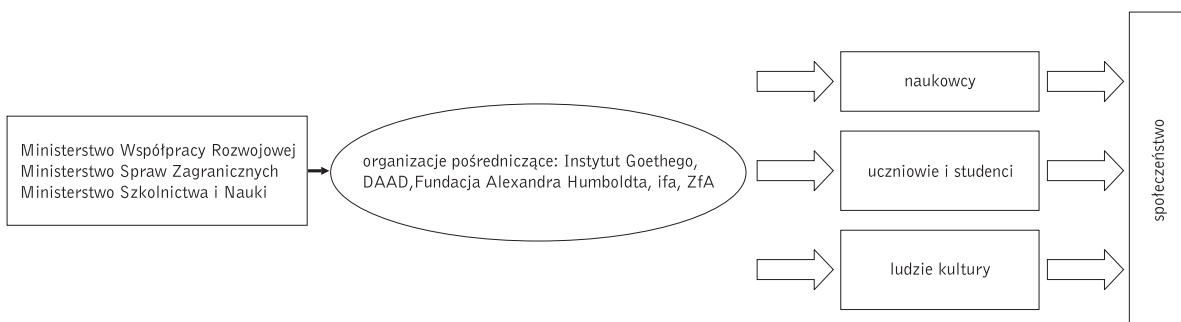 Ministerstwo Współpracy Rozwojowej
Ministerstwo Spraw Zagranicznych
Ministerstwo Szkolnictwa i Nauki
organizacje pośredniczące: Instytut Goethego,
DAAD,Fundacja Alexandra Humboldta, ifa, ZfA
naukowcy
uczniowie i studenci
ludzie kultury
społeczeństwo